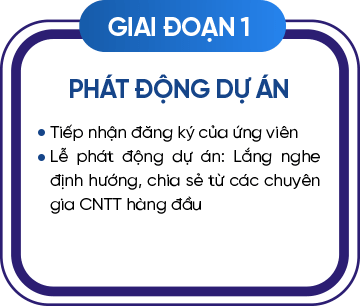 GIAI ĐOẠN 1
PHÁT ĐỘNG DỰ ÁN
• Tiếp nhận đăng ký của ứng viên
• Lễ phát động dự án: Lắng nghe
định hướng, chia sẻ từ các chuyên
gia CNTT hàng đầu